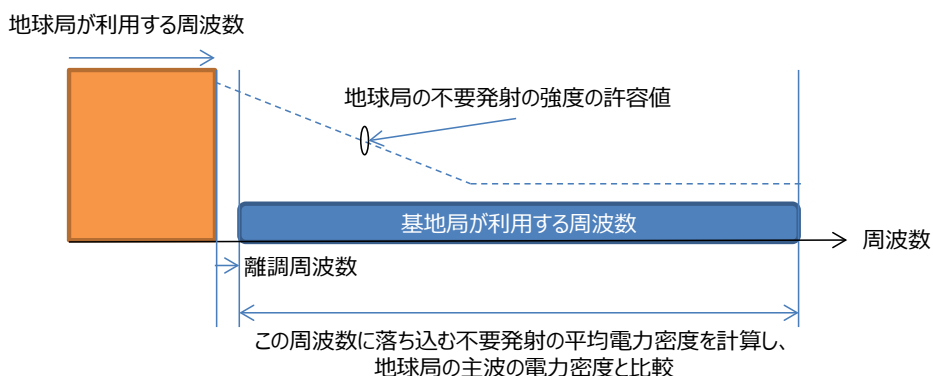 地球局が利用する周波数
地球局の不要発射の強度の許容値
基地局が利用する周波数
周波数
離調周波数
この周波数に落ち込む不要発射の平均電力密度を計算し、
地球局の主波の電力密度と比較